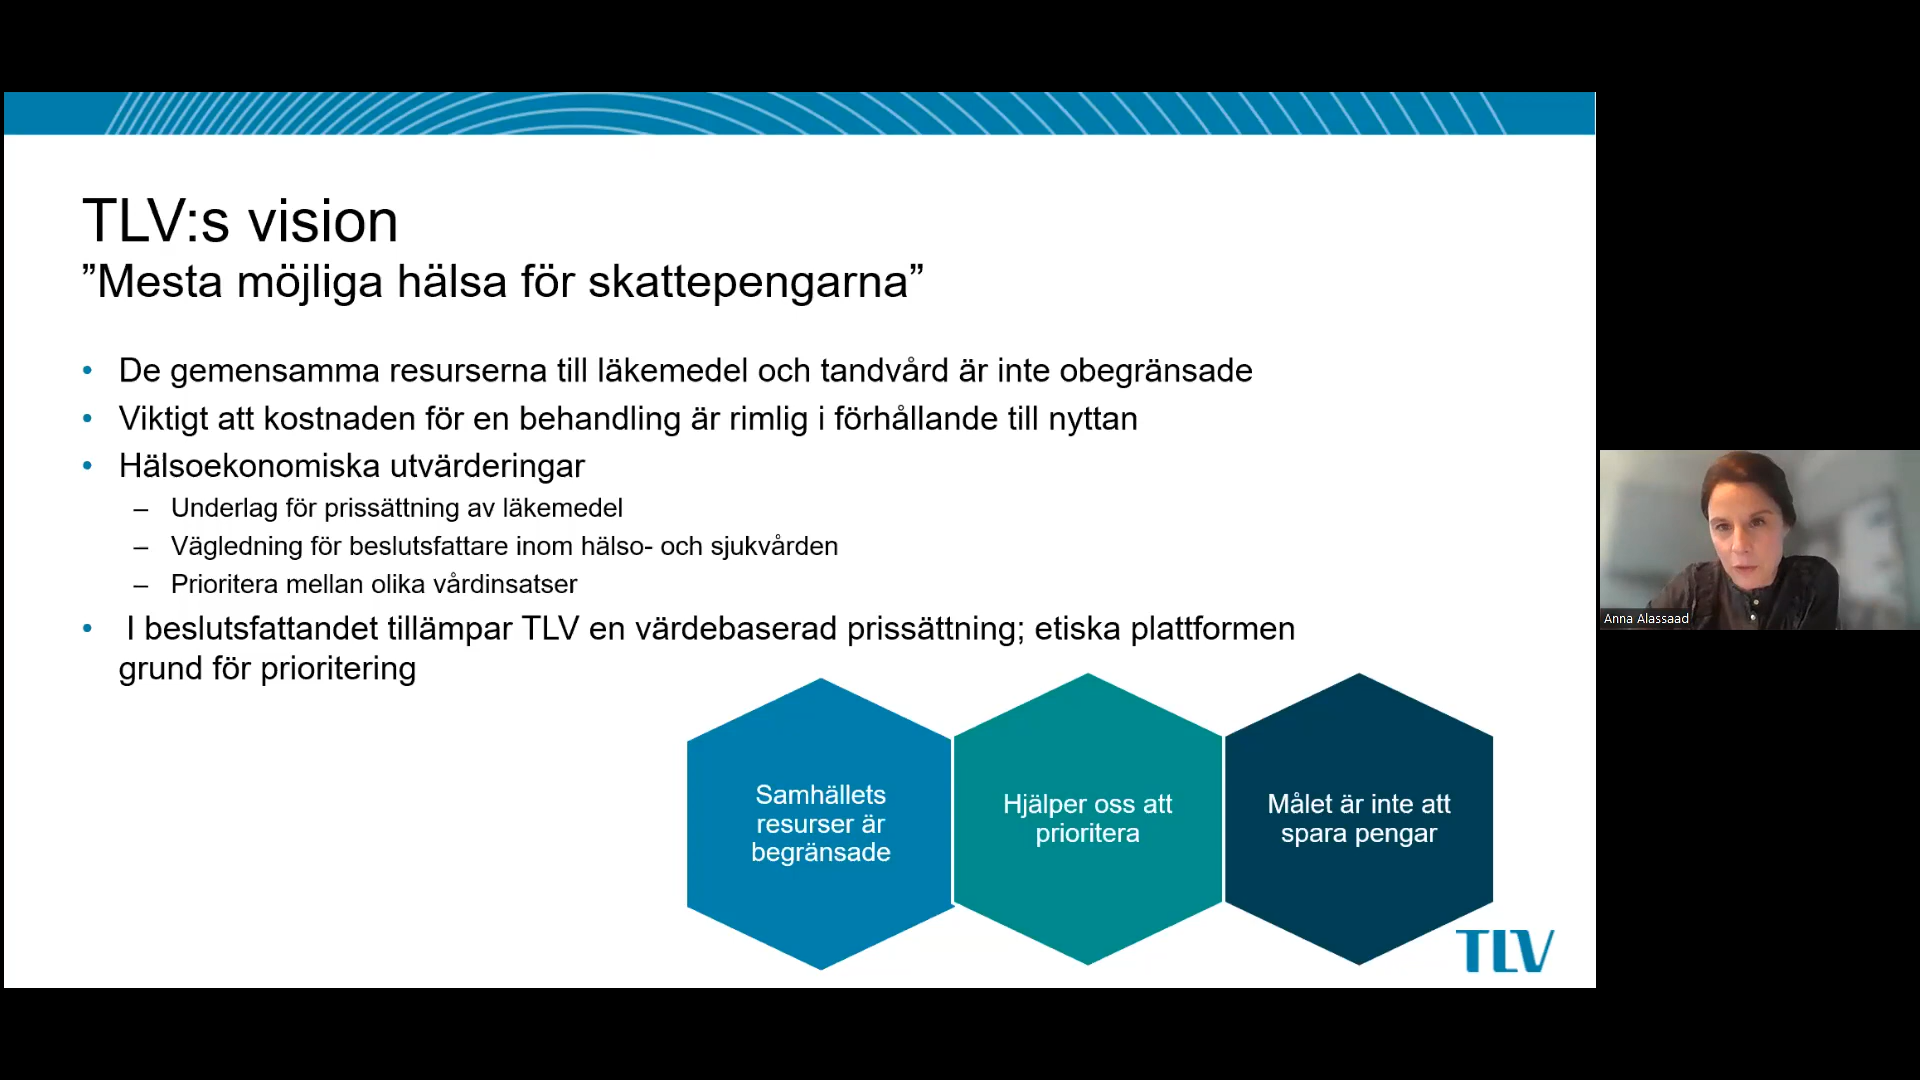 TLV:s vision
”Mesta möjliga hälsa för skattepengarna”
• De gemensamma resurserna till läkemedel och tandvård är inte obegränsade
• Viktigt att kostnaden för en behandling är rimlig i förhållande till nyttan
• Hälsoekonomiska utvärderingar
– Underlag för prissättning av läkemedel
– Vägledning för beslutsfattare inom hälso- och sjukvården
– Prioritera mellan olika vårdinsatser
• I beslutsfattandet tillämpar TLV en värdebaserad prissättning; etiska plattformen
grund för prioritering
Samhällets
resurser är
begränsade
Hjälper oss att
prioritera
Målet är inte att
spara pengar
TLV
Anna Alassaad